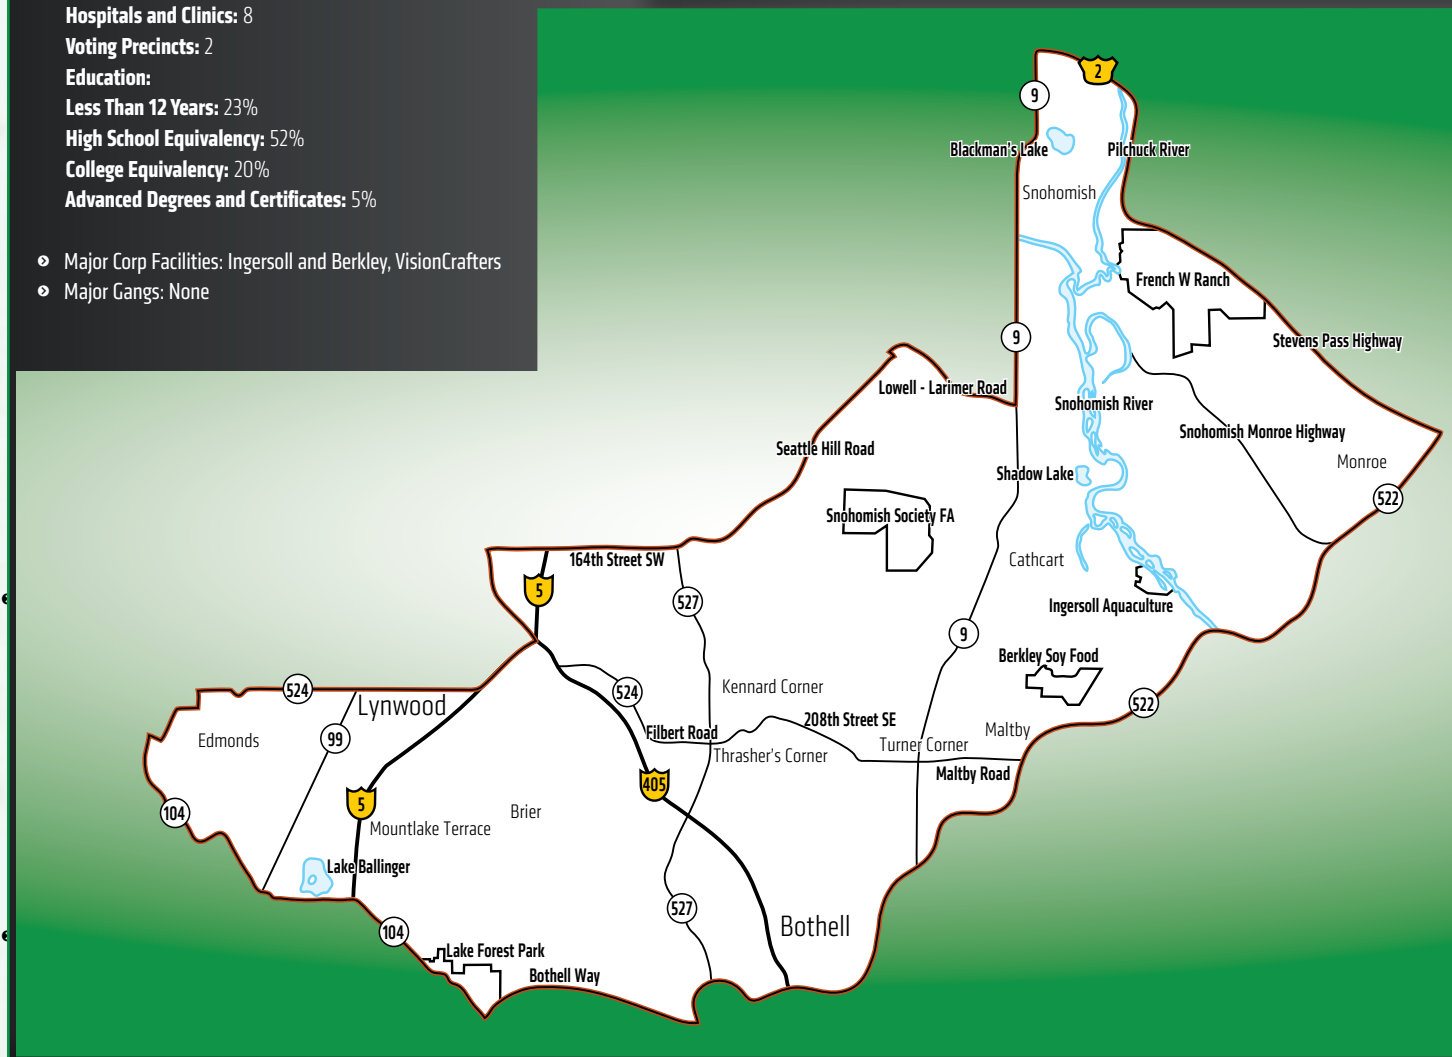 Hospitals and Clinics: 8
Voting Precincts: 2
Education:
Less Than 12 Years: 23%
High School Equivalency: 52%
College Equivalency: 20%
Advanced Degrees and Certificates: 5%
Major Corp Facilities: Ingersoll and Berkley, VisionCrafters
Major Gangs: None
2
9
Blackman's Lake
Pilchuck River
Snohomish
French W Ranch
9
Stevens Pass Highway
Lowell - Larimer Road
Snohomish River
Snohomish Monroe Highway
Seattle Hill Road
Monroe
Shadow Lake
522
Snohomish Society FA
164th Street SW
Cathcart
5
527
Ingersoll Aquaculture
9
Berkley Soy Food
524
524
Kennard Corner
Lynwood
522
208th Street SE
Filbert Road
Maltby
Edmonds
99
Turner Corner
Thrasher's Corner
Maltby Road
405
5
104
Brier
Mountlake Terrace
Lake Ballinger
527
Bothell
104
Lake Forest Park
Bothell Way